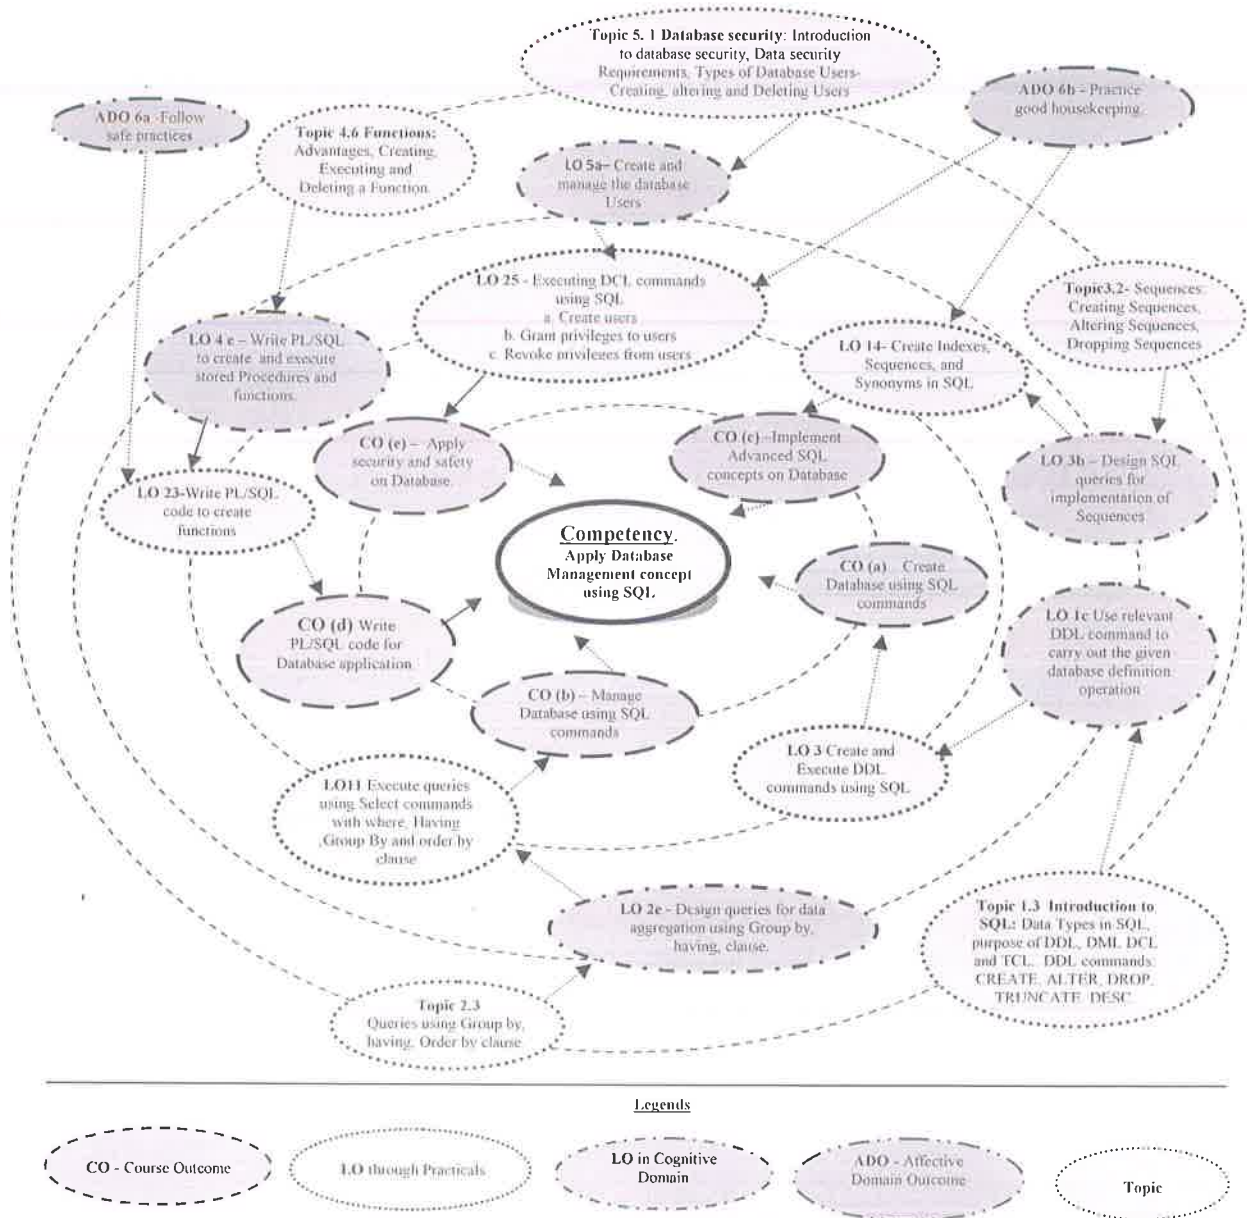 Topic 5. 1 Database security: Introduction
to database security, Data security
Requirements, Types of Database Users-
Creating, altering and Deleting Users
ADO 6a -Follow
safe practices
Topic 4.6 Functions:
Advantages, Creating,
Executing and
Deleting a Function.
LO 5a– Create and
manage the database
Users
ADO 6b - Practice
good housekeeping.
LO 25 - Executing DCL commands
using SQL
a. Create users
b. Grant privileges to users
c. Revoke privileges from users
Topic3.2- Sequences:
Creating Sequences,
Altering Sequences,
Dropping Sequences
LO 4 e – Write PL/SQL
to create and execute
stored Procedures and
functions.
LO 14- Create Indexes,
Sequences, and
Synonyms in SQL
CO (e) – Apply
security and safety
on Database.
CO (c) –Implement
Advanced SQL
concepts on Database
LO 3b – Design SQL
queries for
implementation of
Sequences
LO 23-Write PL/SQL
code to create
functions
Competency.
Apply Database
Management concept
using SQL
CO (a) – Create
Database using SQL
commands
CO (d) Write
PL/SQL code for
Database application
LO 1c Use relevant
DDL command to
carry out the given
database definition
operation
CO (b) – Manage
Database using SQL
commands
LO 3 Create and
Execute DDL
commands using SQL
LO11 Execute queries
using Select commands
with where, Having
,Group By and order by
clause
LO 2e - Design queries for data
aggregation using Group by,
having, clause.
Topic 1.3 Introduction to
SQL: Data Types in SQL,
purpose of DDL, DML DCL
and TCL. DDL commands:
CREATE, ALTER, DROP,
TRUNCATE, DESC.
Topic 2.3
Queries using Group by,
having, Order by clause
Legends
CO - Course Outcome
LO through Practicals
LO in Cognitive
Domain
ADO - Affective
Domain Outcome
Topic